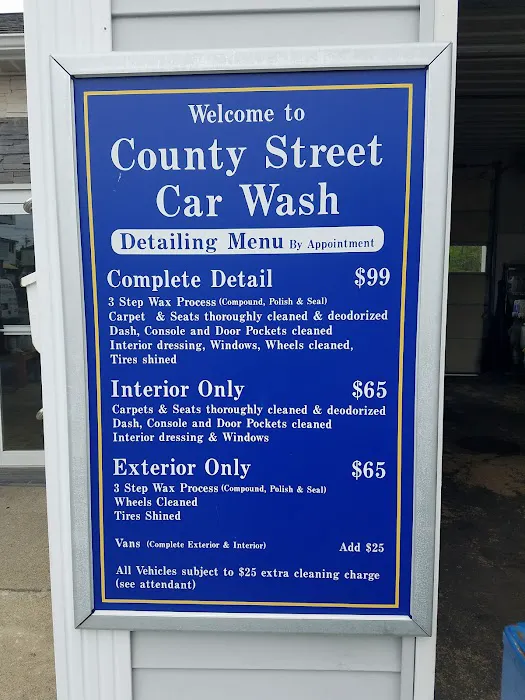 Welcome to
County Street
Car Wash
Detailing Menu By Appointment
Complete Detail $99
3 Step Wax Process (Compound, Polish & Seal)
Carpet & Seats thoroughly cleaned & deodorized
Dash, Console and Door Pockets cleaned
Interior dressing, Windows, Wheels cleaned,
Tires shined
Interior Only $65
Carpets & Seats thoroughly cleaned & deodorized
Dash, Console and Door Pockets cleaned
Interior dressing & Windows
Exterior Only $65
3 Step Wax Process (Compound, Polish & Seal)
Wheels Cleaned
Tires Shined
Vans (Complete Exterior & Interior) Add $25
All Vehicles subject to $25 extra cleaning charge
(see attendant)